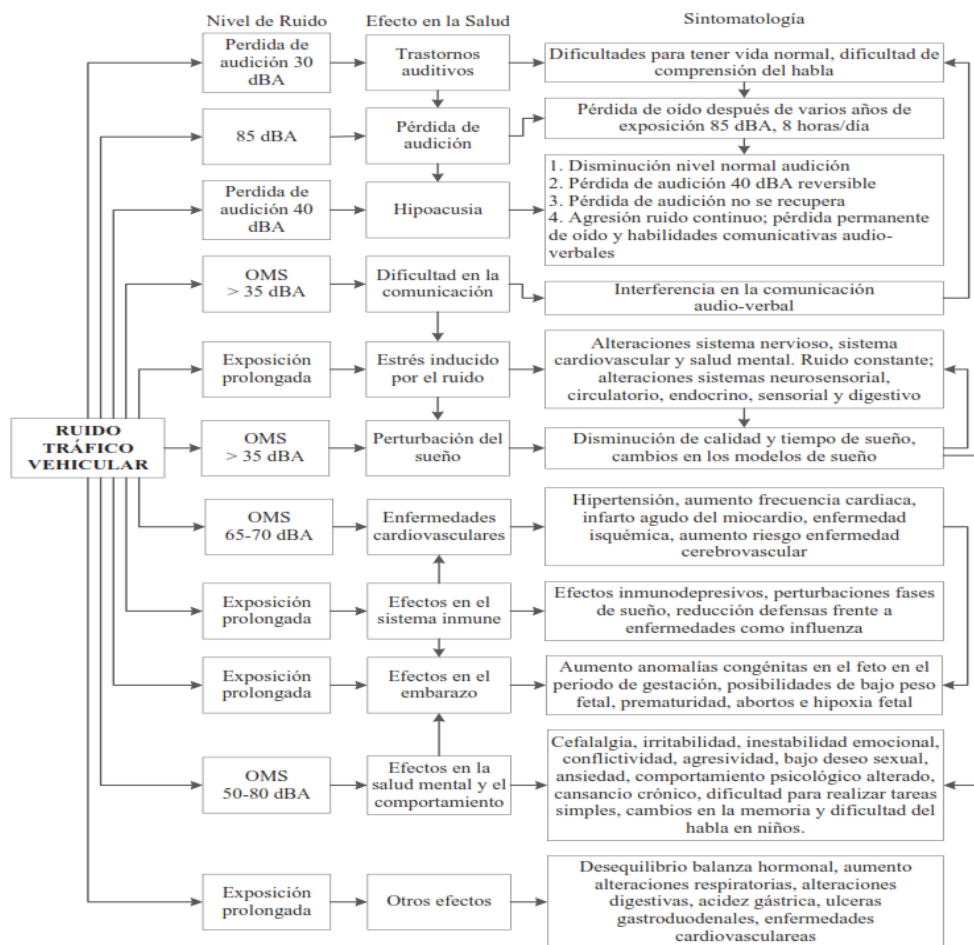 Nivel de Ruido
Efecto en la Salud
Sintomatología
Perdida de
audición 30
dBA
Trastornos
auditivos
Dificultades para tener vida normal, dificultad de
comprensión del habla
85 dBA
Pérdida de
audición
Pérdida de oído después de varios años de
exposición 85 dBA, 8 horas/día
Perdida de
audición 40
dBA
Hipoacusia
1. Disminución nivel normal audición
2. Pérdida de audición 40 dBA reversible
3. Pérdida de audición no se recupera
4. Agresión ruido continuo; pérdida permanente
de oído y habilidades comunicativas audio-
verbales
OMS
> 35 dBA
Dificultad en la
comunicación
Interferencia en la comunicación
audio-verbal
Exposición
prolongada
Estrés inducido
por el ruido
Alteraciones sistema nervioso, sistema
cardiovascular y salud mental. Ruido constante;
alteraciones sistemas neurosensorial,
circulatorio, endocrino, sensorial y digestivo
RUIDO
TRÁFICO
VEHICULAR
OMS
> 35 dBA
Perturbación del
sueño
Disminución de calidad y tiempo de sueño,
cambios en los modelos de sueño
OMS
65-70 dBA
Enfermedades
cardiovasculares
Hipertensión, aumento frecuencia cardiaca,
infarto agudo del miocardio, enfermedad
isquémica, aumento riesgo enfermedad
cerebrovascular
Exposición
prolongada
Efectos en el
sistema inmune
Efectos inmunodepresivos, perturbaciones fases
de sueño, reducción defensas frente a
enfermedades como influenza
Exposición
prolongada
Efectos en el
embarazo
Aumento anomalías congénitas en el feto en el
periodo de gestación, posibilidades de bajo peso
fetal, prematuridad, abortos e hipoxia fetal
OMS
50-80 dBA
Efectos en la
salud mental y el
comportamiento
Cefalalgia, irritabilidad, inestabilidad emocional,
conflictividad, agresividad, bajo deseo sexual,
ansiedad, comportamiento psicológico alterado,
cansancio crónico, dificultad para realizar tareas
simples, cambios en la memoria y dificultad del
habla en niños.
Exposición
prolongada
Otros efectos
Desequilibrio balanza hormonal, aumento
alteraciones respiratorias, alteraciones
digestivas, acidez gástrica, ulceras
gastroduodenales, enfermedades
cardiovasculareas